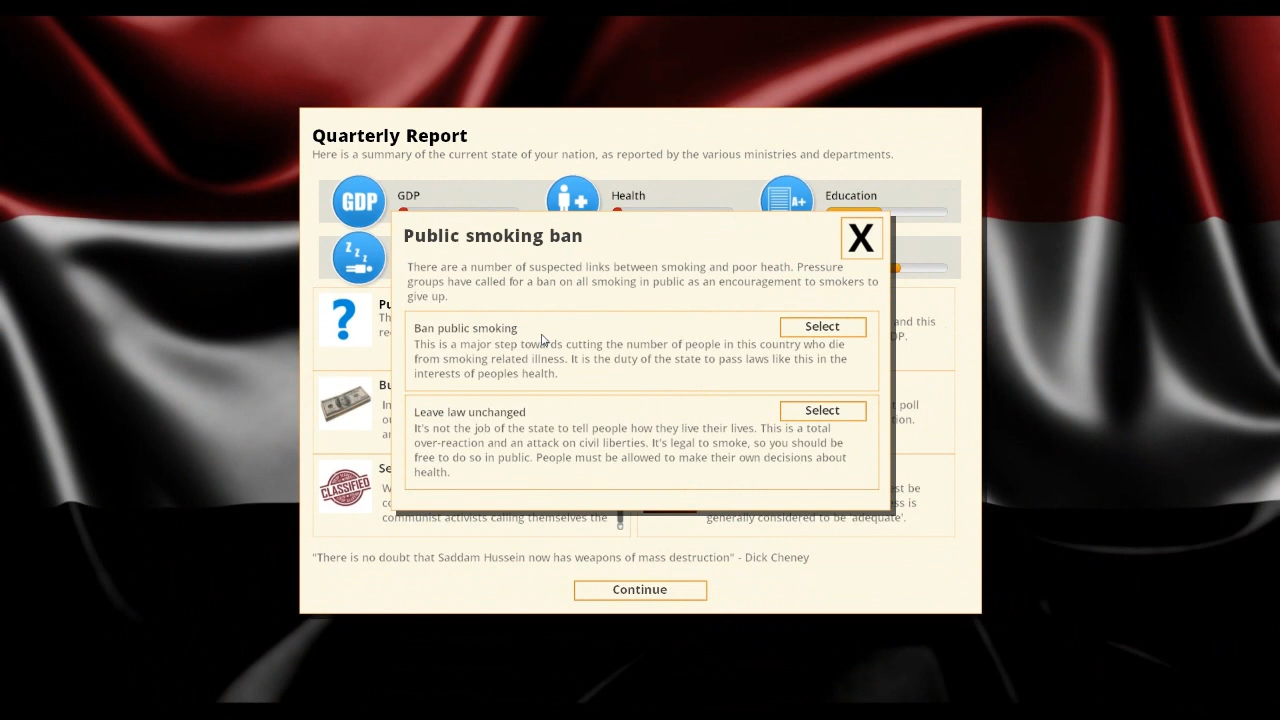 Quarterly Report
Here is a summary of the current state of your nation, as reported by the various ministries and departments.
GDP
GDP
Health
A+
Education
z z z
Public smoking ban
X
There are a number of suspected links between smoking and poor heath. Pressure
groups have called for a ban on all smoking in public as an encouragement to smokers to
give up.
Ban public smoking
Select
This is a major step towards cutting the number of people in this country who die
from smoking related illness. It is the duty of the state to pass laws like this in the
interests of peoples health.
Leave law unchanged
Select
It's not the job of the state to tell people how they live their lives. This is a total
over-reaction and an attack on civil liberties. It's legal to smoke, so you should be
free to do so in public. People must be allowed to make their own decisions about
health.
and this
poll
CLASSIFIED
communist activists calling themselves the
generally considered to be 'adequate'.
"There is no doubt that Saddam Hussein now has weapons of mass destruction" - Dick Cheney
Continue